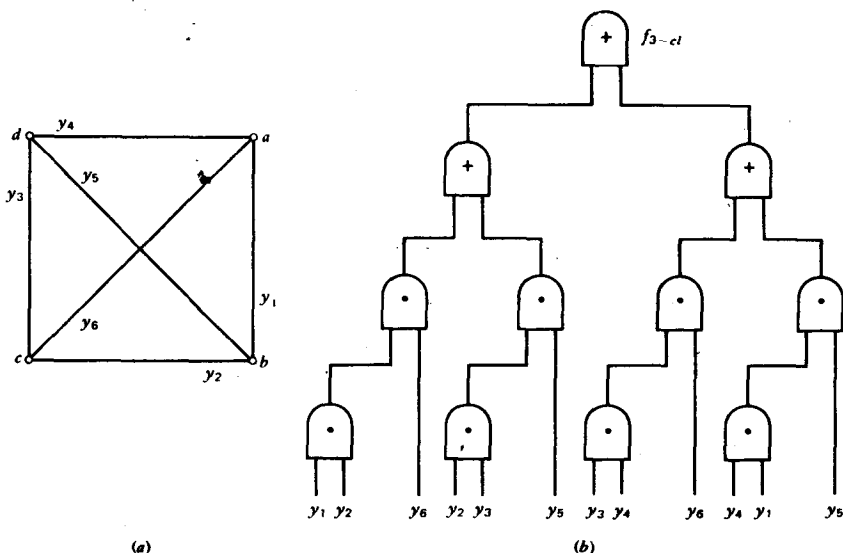 d y4 a
y5
y3
y1
y6
c b
y2
(a)
+ f3-cl
+ +
· · · ·
· · · ·
y1 y2 y6 y2 y3 y5 y3 y4 y6 y4 y1 y5
(b)